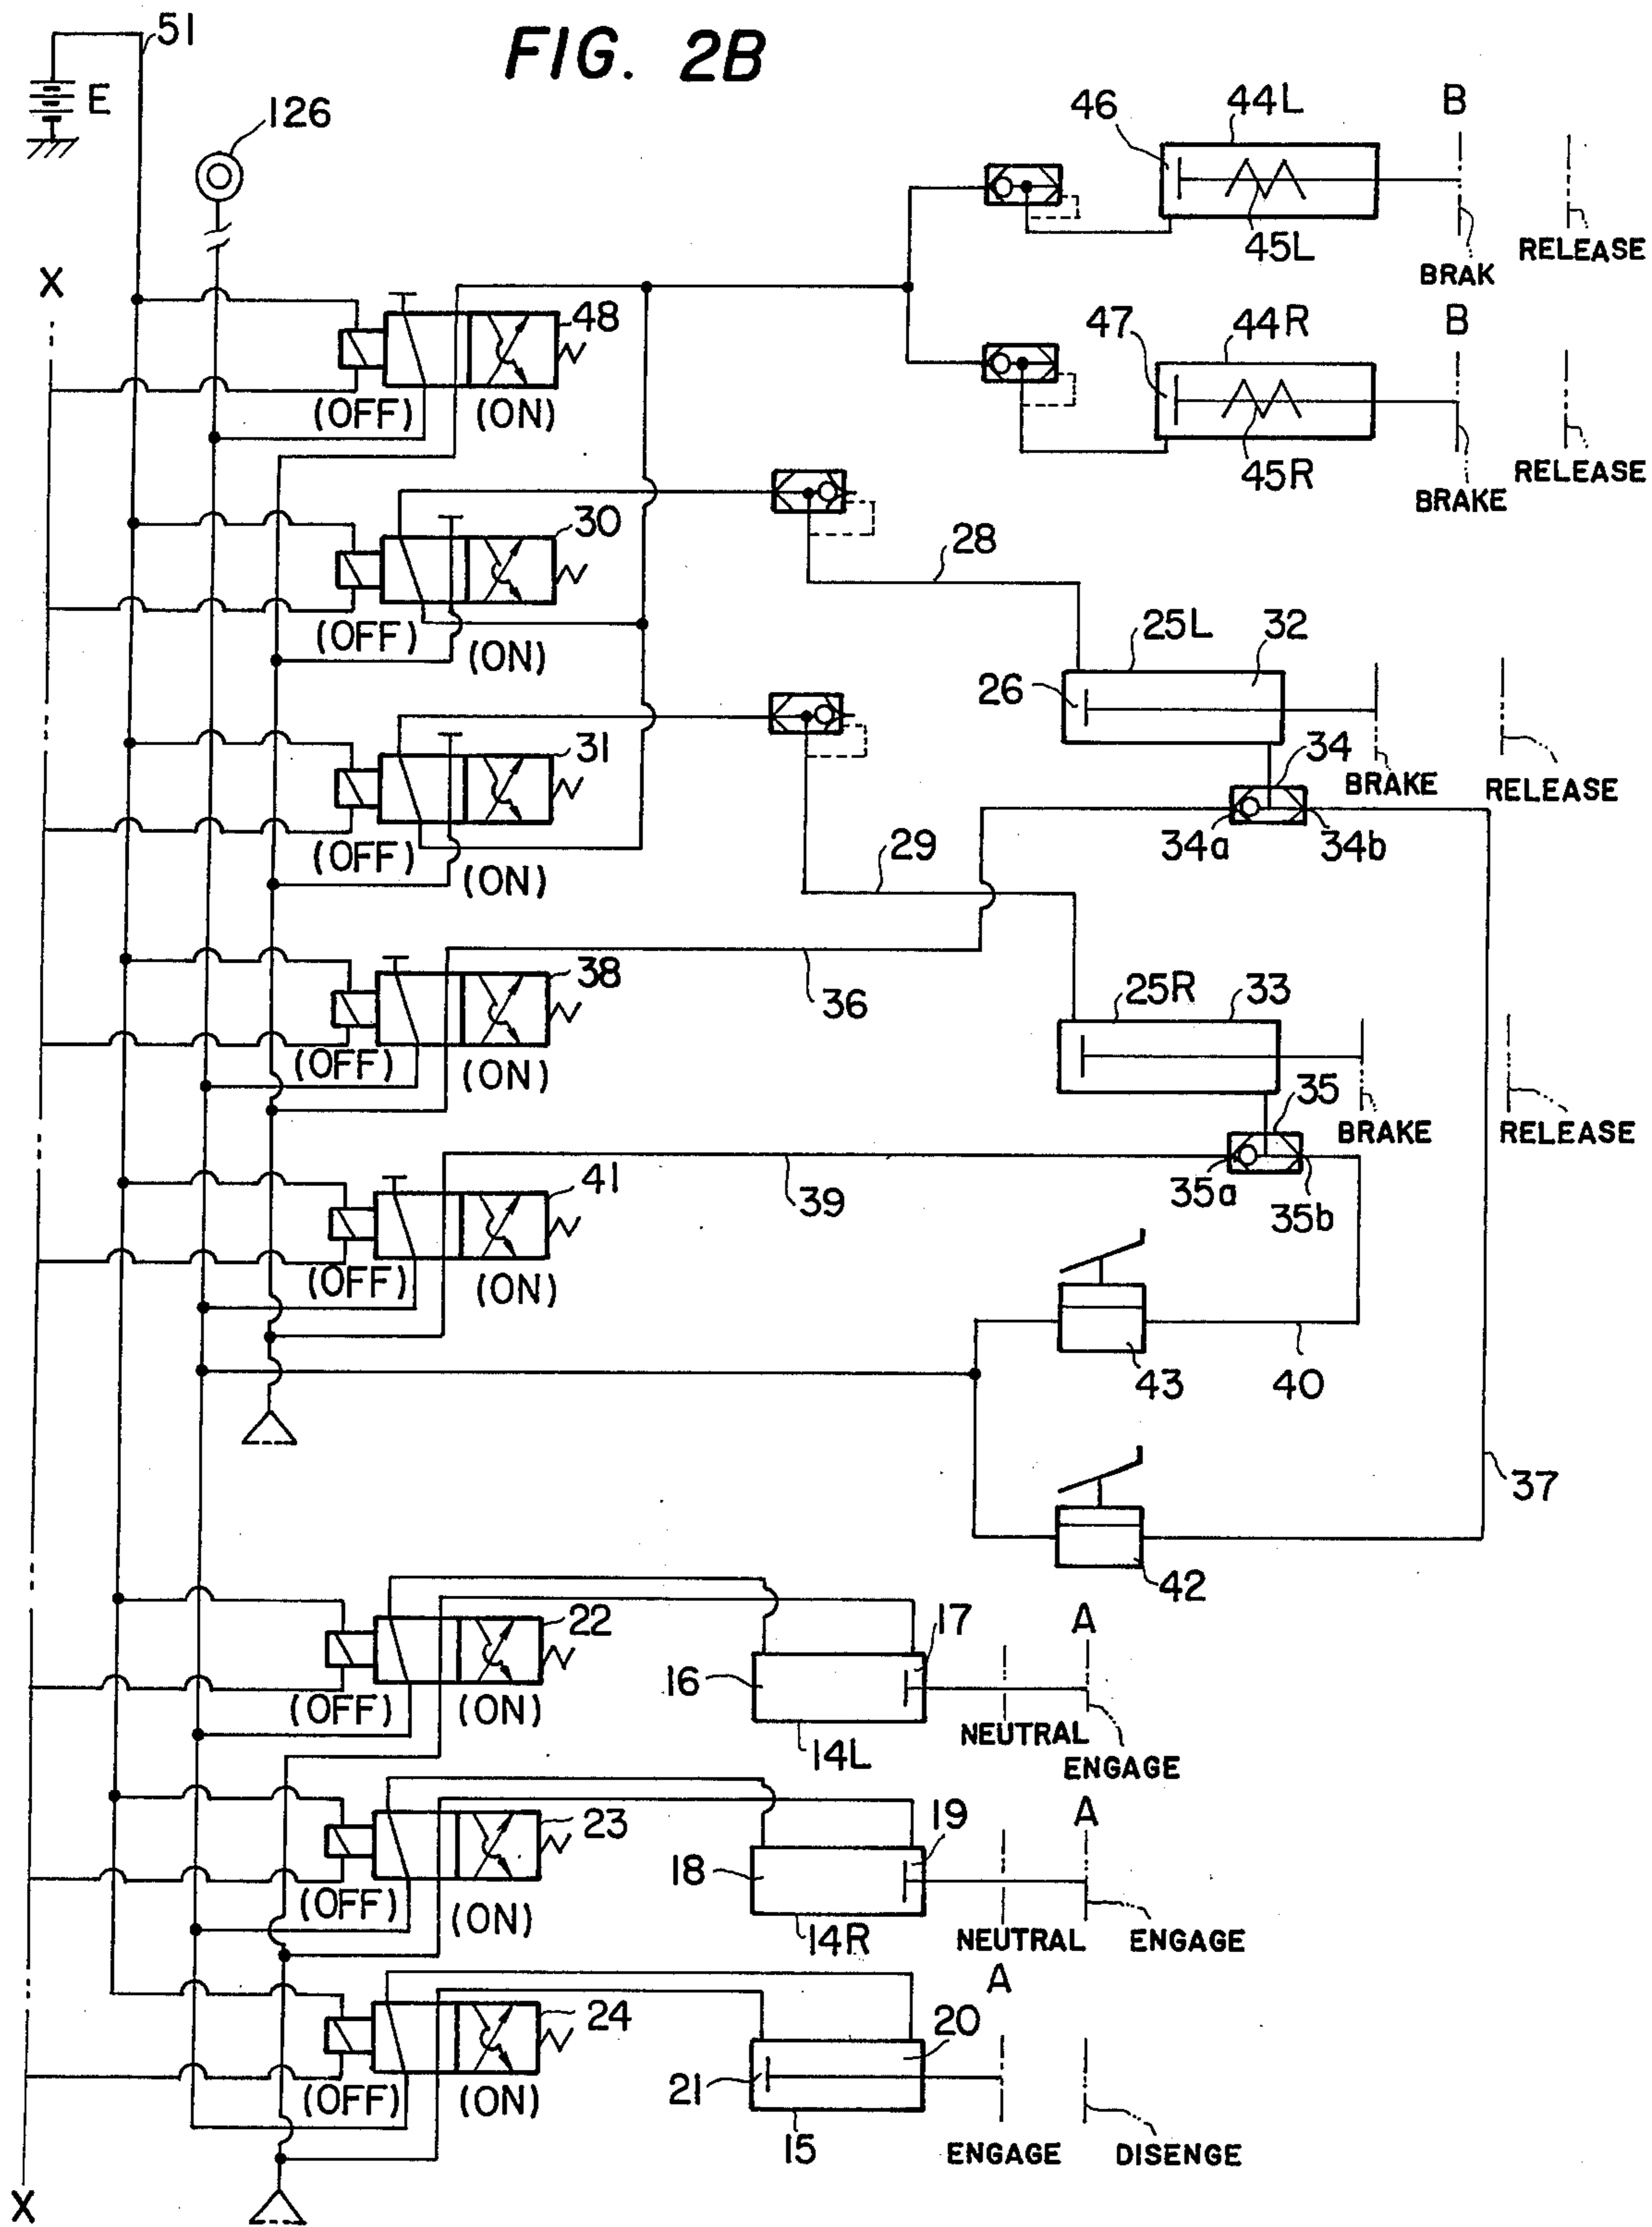 FIG. 2B
51
E
126
46
44L
B
45L
BRAK
RELEASE
X
48
(OFF)
(ON)
47
44R
B
45R
BRAKE
RELEASE
30
(OFF)
(ON)
28
25L
32
26
BRAKE
RELEASE
34
34a
34b
31
(OFF)
(ON)
29
38
(OFF)
(ON)
36
25R
33
BRAKE
RELEASE
35
35a
35b
41
(OFF)
(ON)
39
43
40
37
42
22
(OFF)
(ON)
16
17
A
14L
NEUTRAL
ENGAGE
23
(OFF)
(ON)
18
19
A
14R
NEUTRAL
ENGAGE
24
(OFF)
(ON)
A
20
21
15
ENGAGE
DISENGE
X